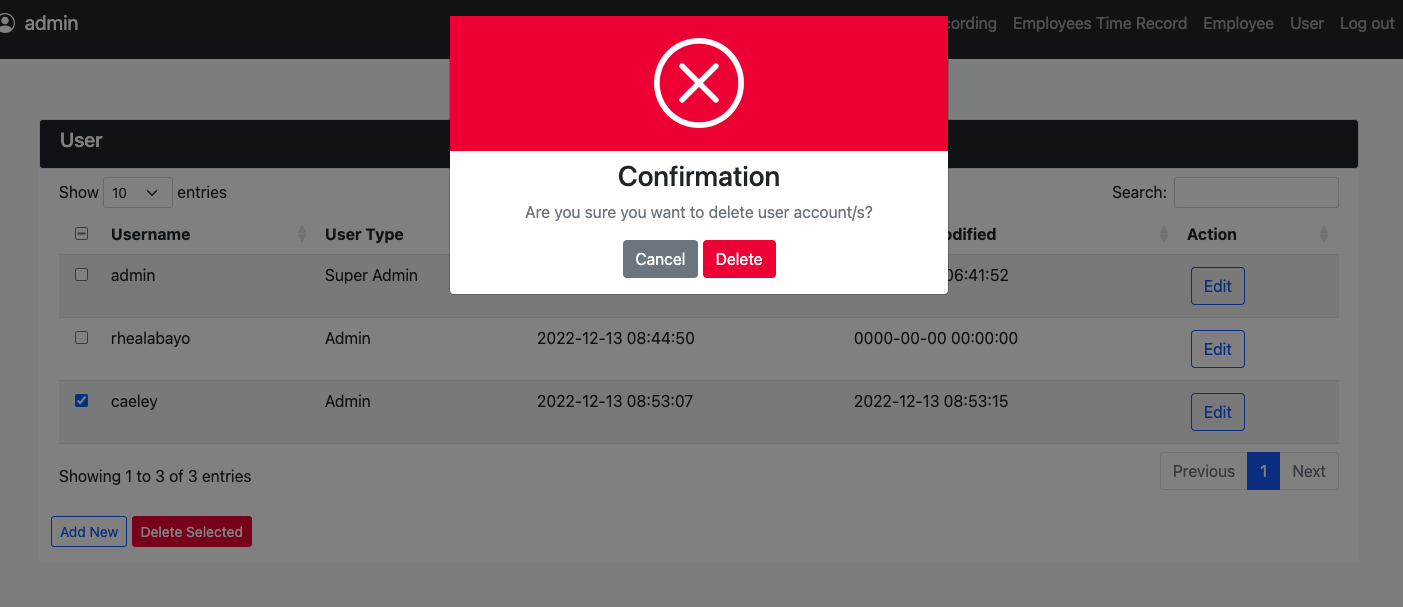 admin
cording Employees Time Record Employee User Log out
Confirmation
Are you sure you want to delete user account/s?
Cancel Delete
User
Show 10 entries
Search:
Username User Type odified Action
admin Super Admin 06:41:52 Edit
rhealabayo Admin 2022-12-13 08:44:50 0000-00-00 00:00:00 Edit
caeley Admin 2022-12-13 08:53:07 2022-12-13 08:53:15 Edit
Showing 1 to 3 of 3 entries
Previous 1 Next
Add New Delete Selected